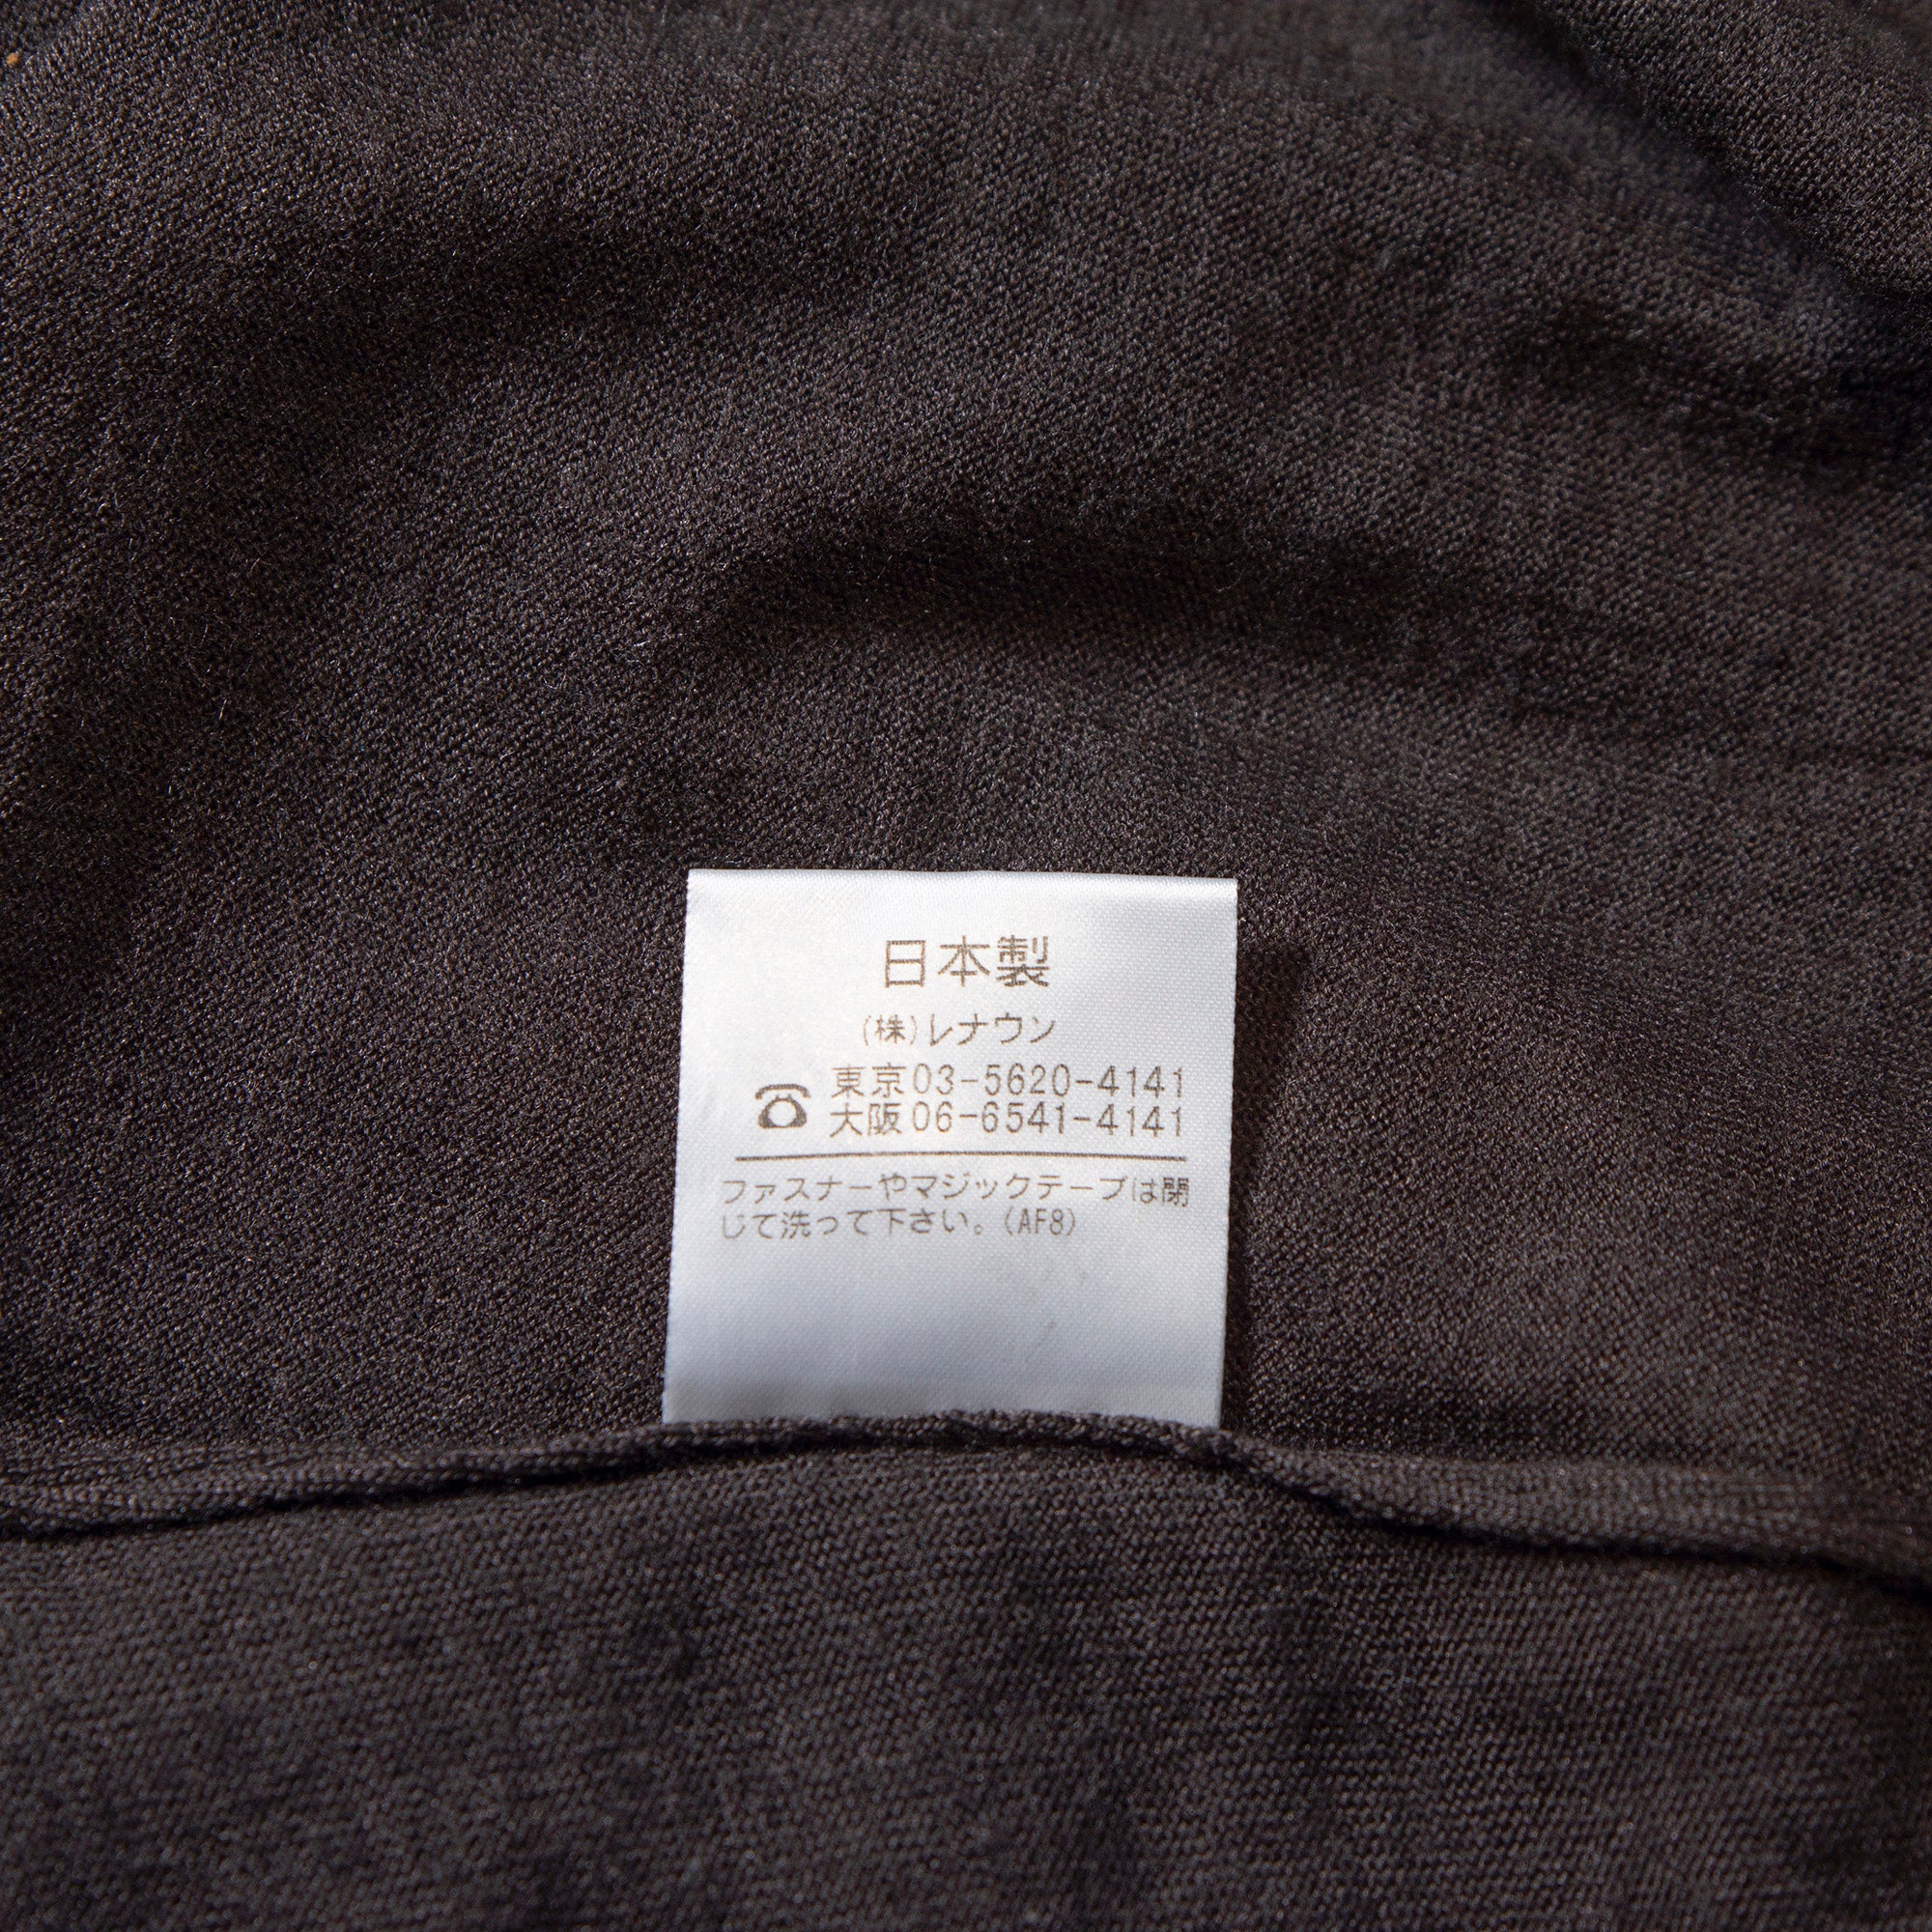 日本製
(株)レナウン
☎東京03-5620-4141
大阪06-6541-4141
ファスナーやマジックテープは閉
じて洗って下さい。(AF8)